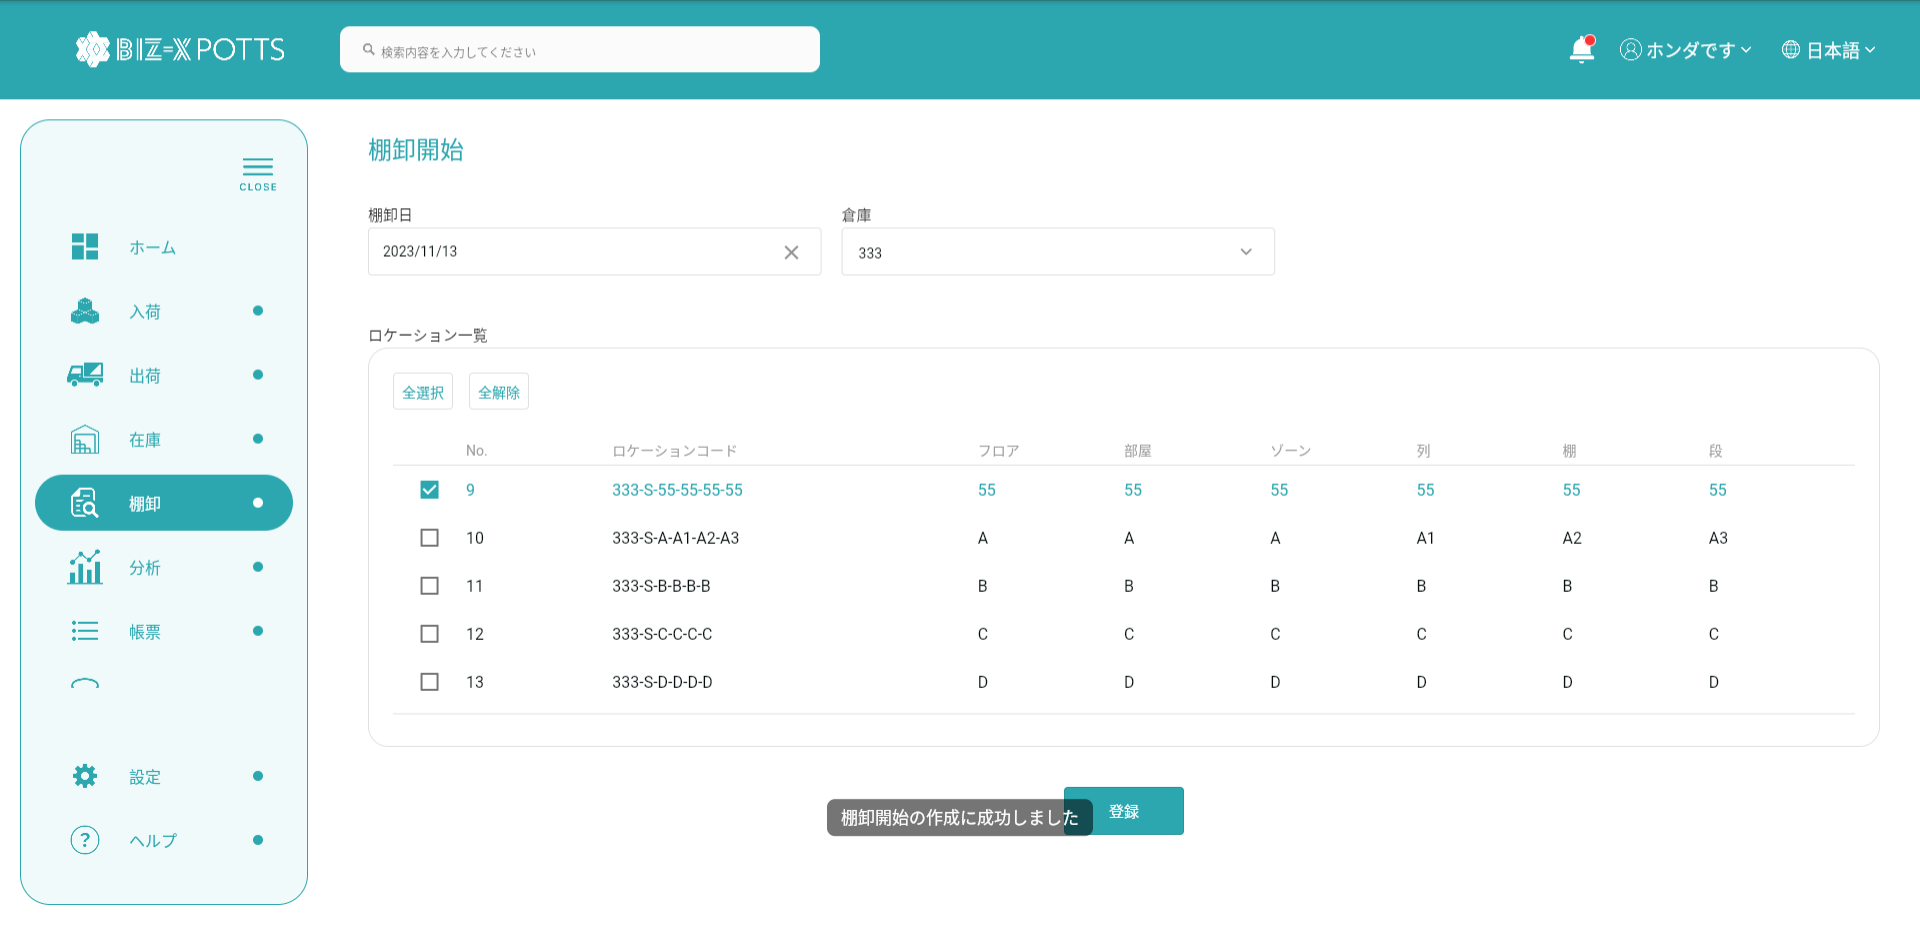 BIZ=X POTTS
検索内容を入力してください
ホンダです
日本語
CLOSE
ホーム
入荷
出荷
在庫
棚卸
分析
帳票
設定
? ヘルプ
棚卸開始
棚卸日
倉庫
2023/11/13
333
ロケーション一覧
全選択 全解除
No. ロケーションコード フロア 部屋 ゾーン 列 棚 段
9 333-S-55-55-55-55 55 55 55 55 55 55
10 333-S-A-A1-A2-A3 A A A A1 A2 A3
11 333-S-B-B-B-B B B B B B B
12 333-S-C-C-C-C C C C C C C
13 333-S-D-D-D-D D D D D D D
登録
棚卸開始の作成に成功しました